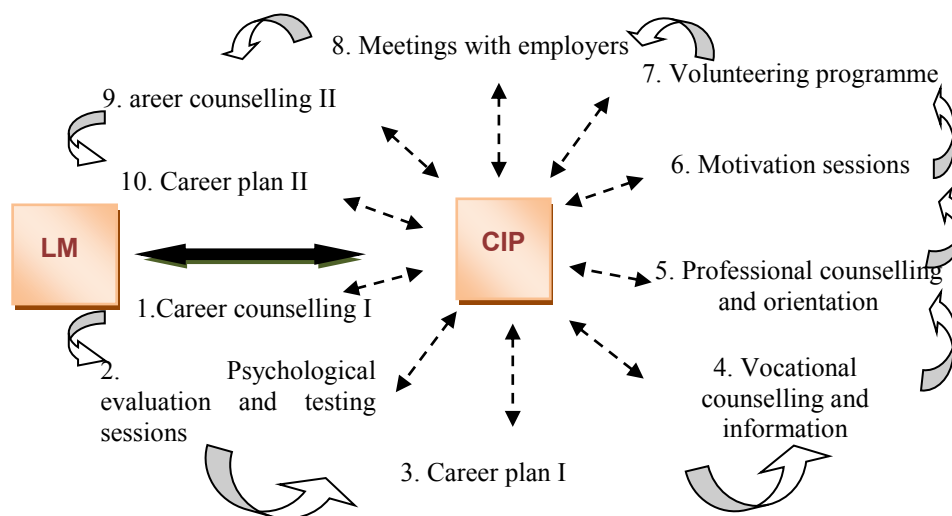 8. Meetings with employers
7. Volunteering programme
9. areer counselling II
6. Motivation sessions
10. Career plan II
LM
CIP
5. Professional counselling
and orientation
1.Career counselling I
2. Psychological
evaluation and testing
sessions
4. Vocational
counselling and
information
3. Career plan I